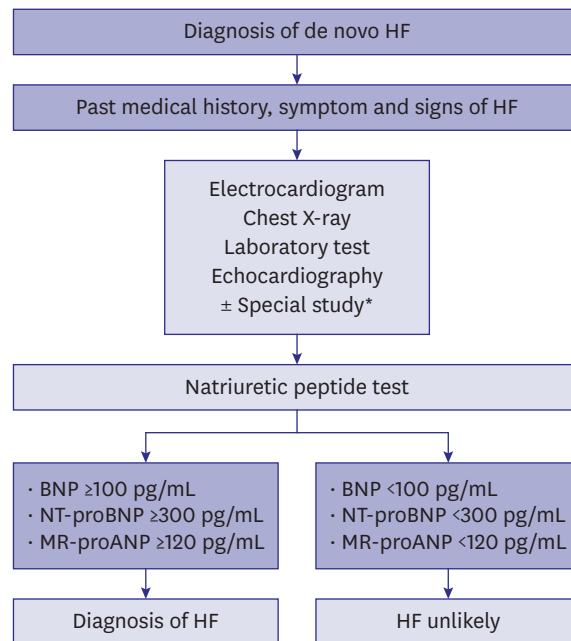 Diagnosis of de novo HF
Past medical history, symptom and signs of HF
Electrocardiogram
Chest X-ray
Laboratory test
Echocardiography
± Special study*
Natriuretic peptide test
· BNP ≥100 pg/mL
· NT-proBNP ≥300 pg/mL
· MR-proANP ≥120 pg/mL
· BNP <100 pg/mL
· NT-proBNP <300 pg/mL
· MR-proANP <120 pg/mL
Diagnosis of HF
HF unlikely